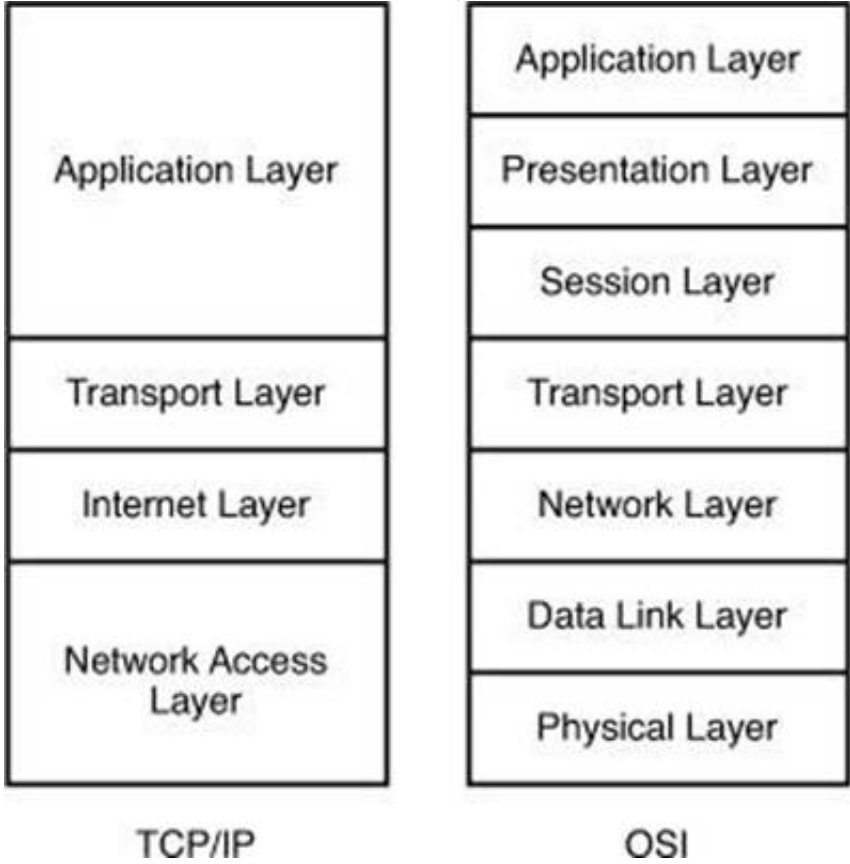 Application Layer
Transport Layer
Internet Layer
Network Access
Layer
TCP/IP
Application Layer
Presentation Layer
Session Layer
Transport Layer
Network Layer
Data Link Layer
Physical Layer
OSI